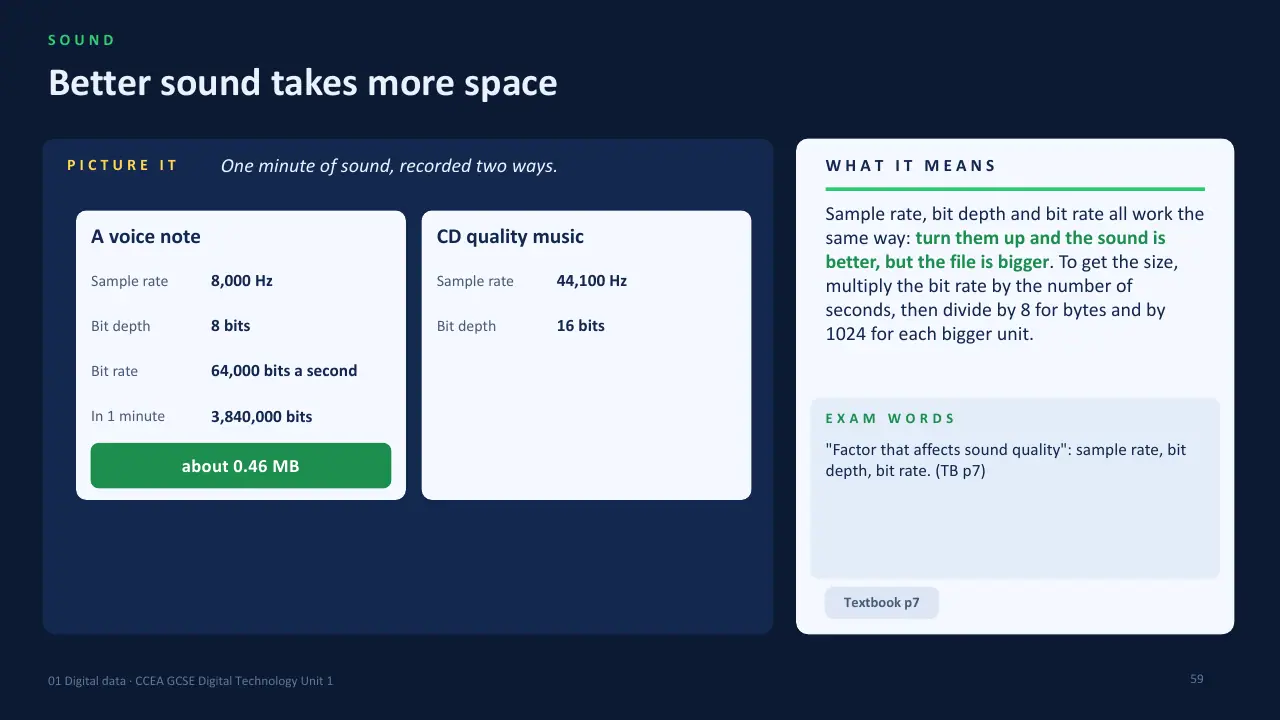 SOUND
Better sound takes more space
PICTURE IT
One minute of sound, recorded two ways.
A voice note
Sample rate 8,000 Hz
Bit depth 8 bits
Bit rate 64,000 bits a second
In 1 minute 3,840,000 bits
about 0.46 MB
CD quality music
Sample rate 44,100 Hz
Bit depth 16 bits
WHAT IT MEANS
Sample rate, bit depth and bit rate all work the
same way: turn them up and the sound is
better, but the file is bigger. To get the size,
multiply the bit rate by the number of
seconds, then divide by 8 for bytes and by
1024 for each bigger unit.
EXAM WORDS
"Factor that affects sound quality": sample rate, bit
depth, bit rate. (TB p7)
Textbook p7
01 Digital data · CCEA GCSE Digital Technology Unit 1
59